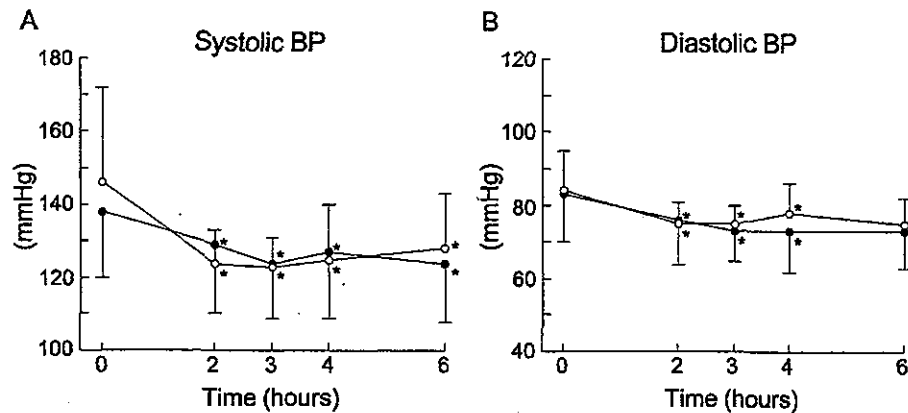 A
Systolic BP
180
160
140
120
100
(mmHg)
* * * *
* * * *
0 2 3 4 6
Time (hours)
B
Diastolic BP
120
100
80
60
40
(mmHg)
* * *
* * *
0 2 3 4 6
Time (hours)